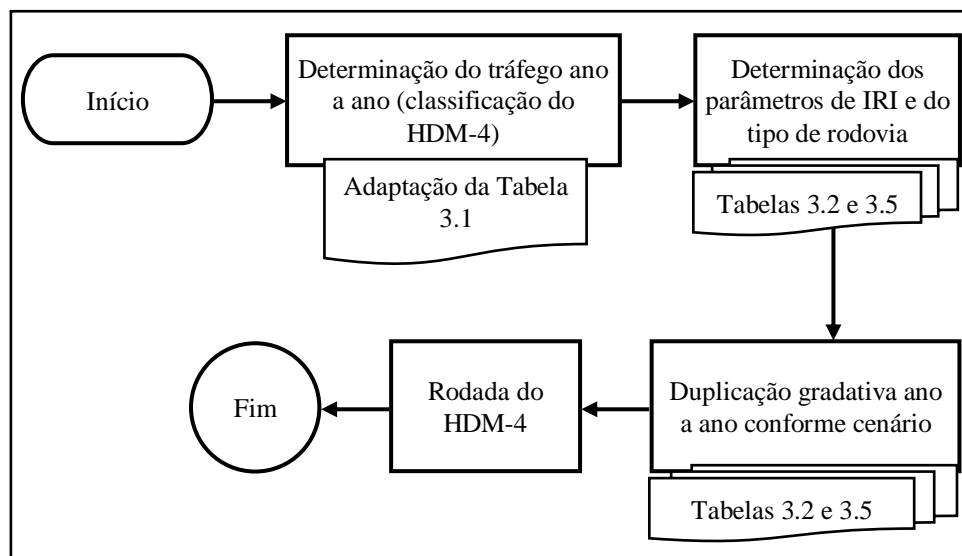 Início
Determinação do tráfego ano
a ano (classificação do
HDM-4)
Adaptação da Tabela
3.1
Determinação dos
parâmetros de IRI e do
tipo de rodovia
Tabelas 3.2 e 3.5
Duplicação gradativa ano
a ano conforme cenário
Tabelas 3.2 e 3.5
Rodada do
HDM-4
Fim